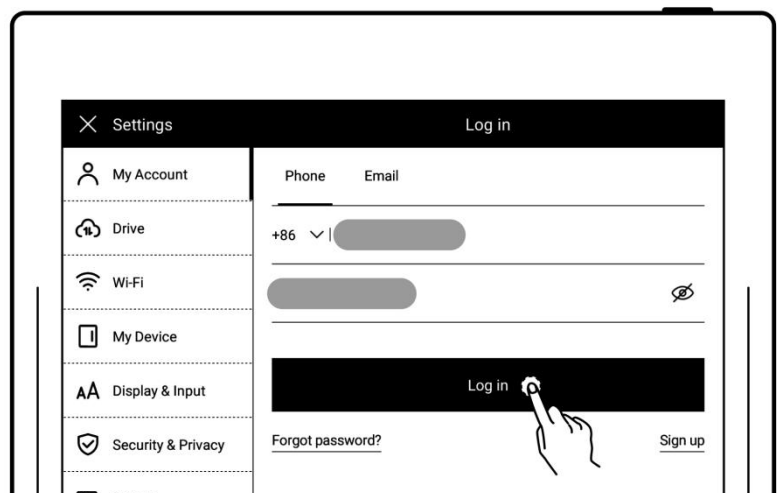 Settings
Log in
My Account
Drive
Wi-Fi
My Device
Display & Input
Security & Privacy
Phone Email
+86
Log in
Forgot password? Sign up